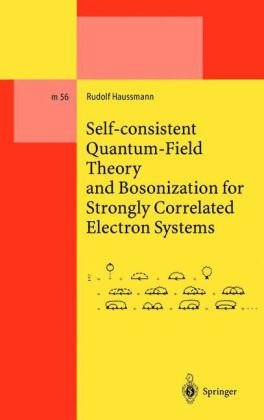 m 56
Rudolf Haussmann
Self-consistent
Quantum-Field
Theory
and Bosonization for
Strongly Correlated
Electron Systems
Springer